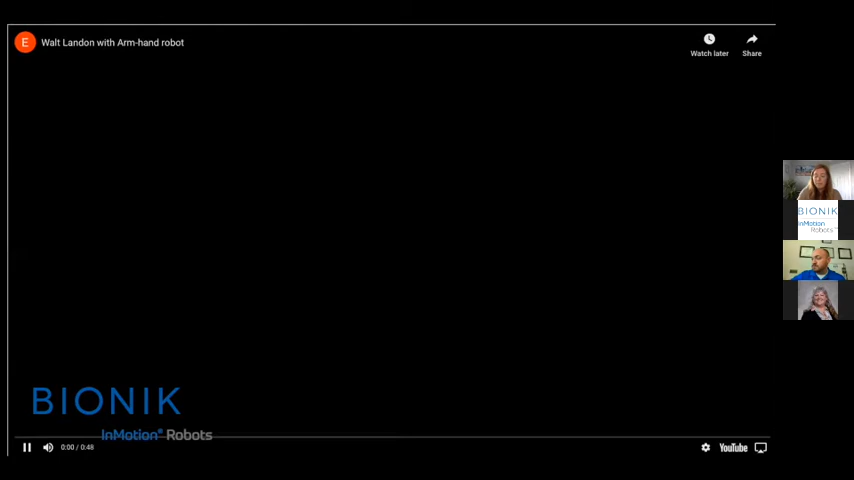 E
Walt Landon with Arm-hand robot
Watch later
Share
BIONIK
InMotion
Robots™
BIONIK
InMotion® Robots
0:00 / 0:48
YouTube